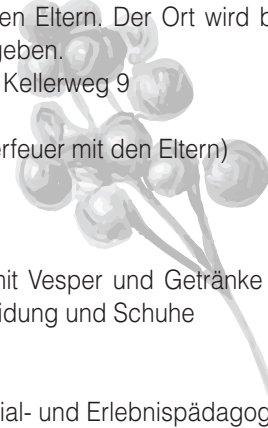 en Eltern. Der Ort wird b
geben.
Kellerweg 9
erfeuer mit den Eltern)
nit Vesper und Getränke
idung und Schuhe
ial- und Erlebnispädagog